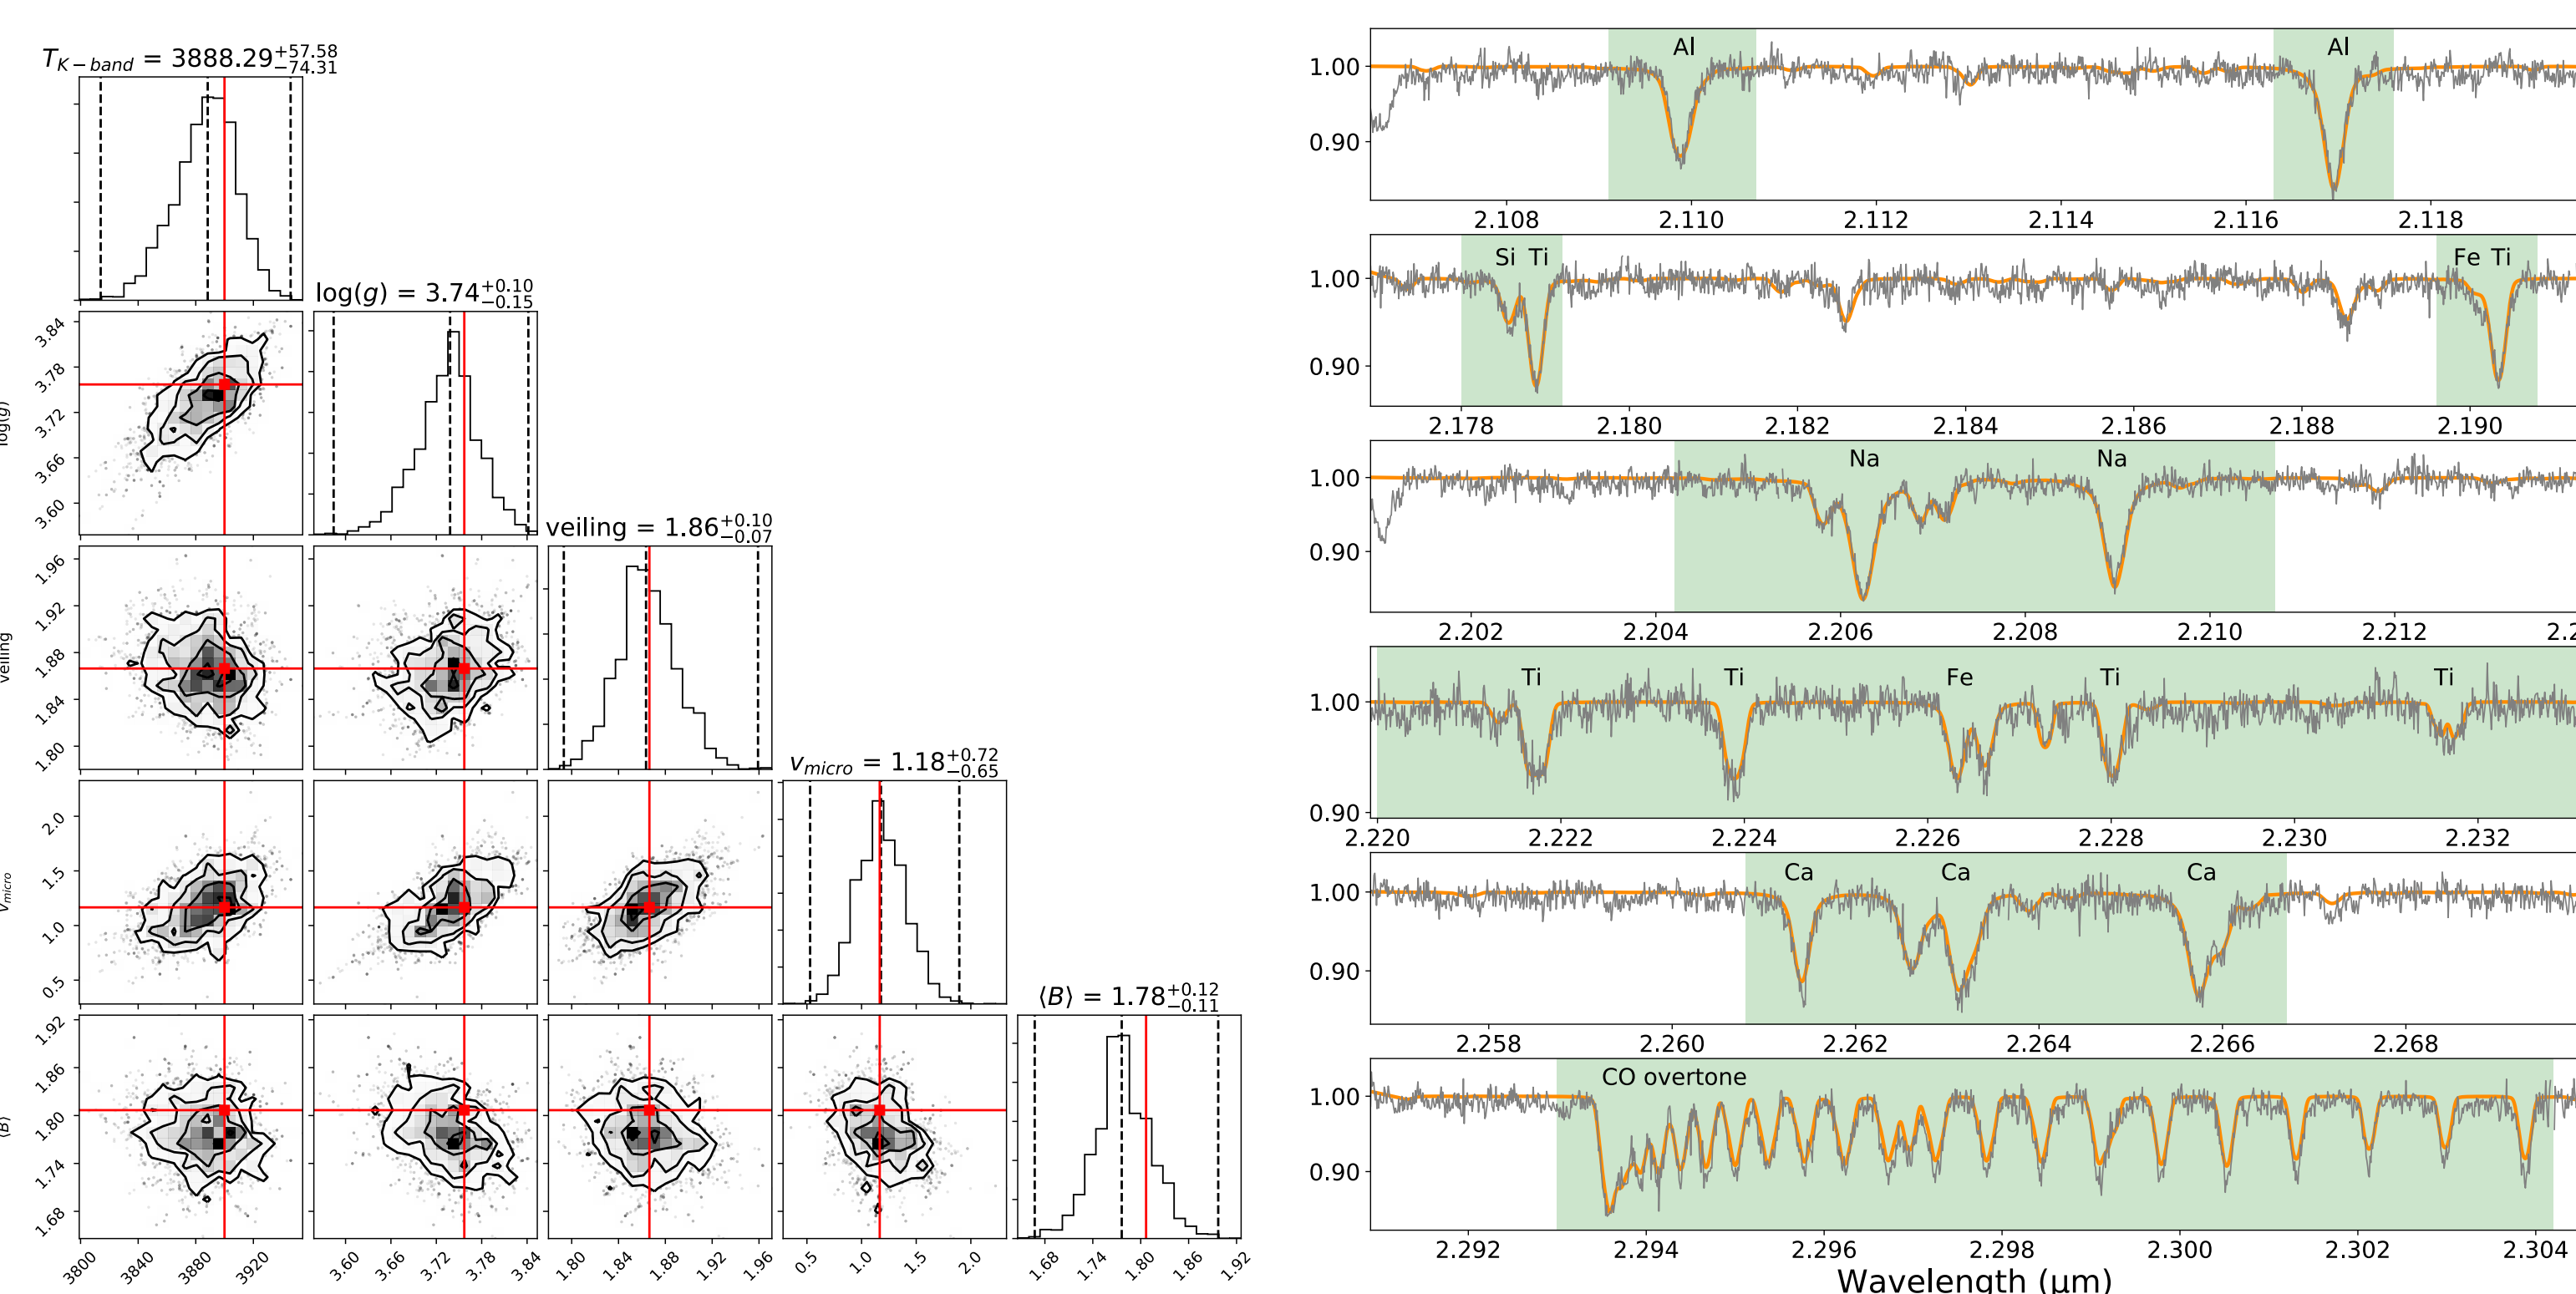 T_{K−band} = 3888.29^{+57.58}_{−74.31}
log(g) = 3.74^{+0.10}_{−0.15}
veiling = 1.86^{+0.10}_{−0.07}
v_{micro} = 1.18^{+0.72}_{−0.65}
⟨B⟩ = 1.78^{+0.12}_{−0.11}
log(g)
3.84
3.78
3.72
3.66
3.60
veiling
1.96
1.92
1.88
1.84
1.80
v_{micro}
2.0
1.5
1.0
0.5
⟨B⟩
1.92
1.86
1.80
1.74
1.68
3800 3840 3880 3920
3.60 3.66 3.72 3.78 3.84
1.80 1.84 1.88 1.92 1.96
0.5 1.0 1.5 2.0
1.68 1.74 1.80 1.86 1.92
Al Al
1.00
0.90
2.108 2.110 2.112 2.114 2.116 2.118
Si Ti Fe Ti
1.00
0.90
2.178 2.180 2.182 2.184 2.186 2.188 2.190
Na Na
1.00
0.90
2.202 2.204 2.206 2.208 2.210 2.212 2.2
Ti Ti Fe Ti Ti
1.00
0.90
2.220 2.222 2.224 2.226 2.228 2.230 2.232
Ca Ca Ca
1.00
0.90
2.258 2.260 2.262 2.264 2.266 2.268
CO overtone
1.00
0.90
2.292 2.294 2.296 2.298 2.300 2.302 2.304
Wavelength (μm)